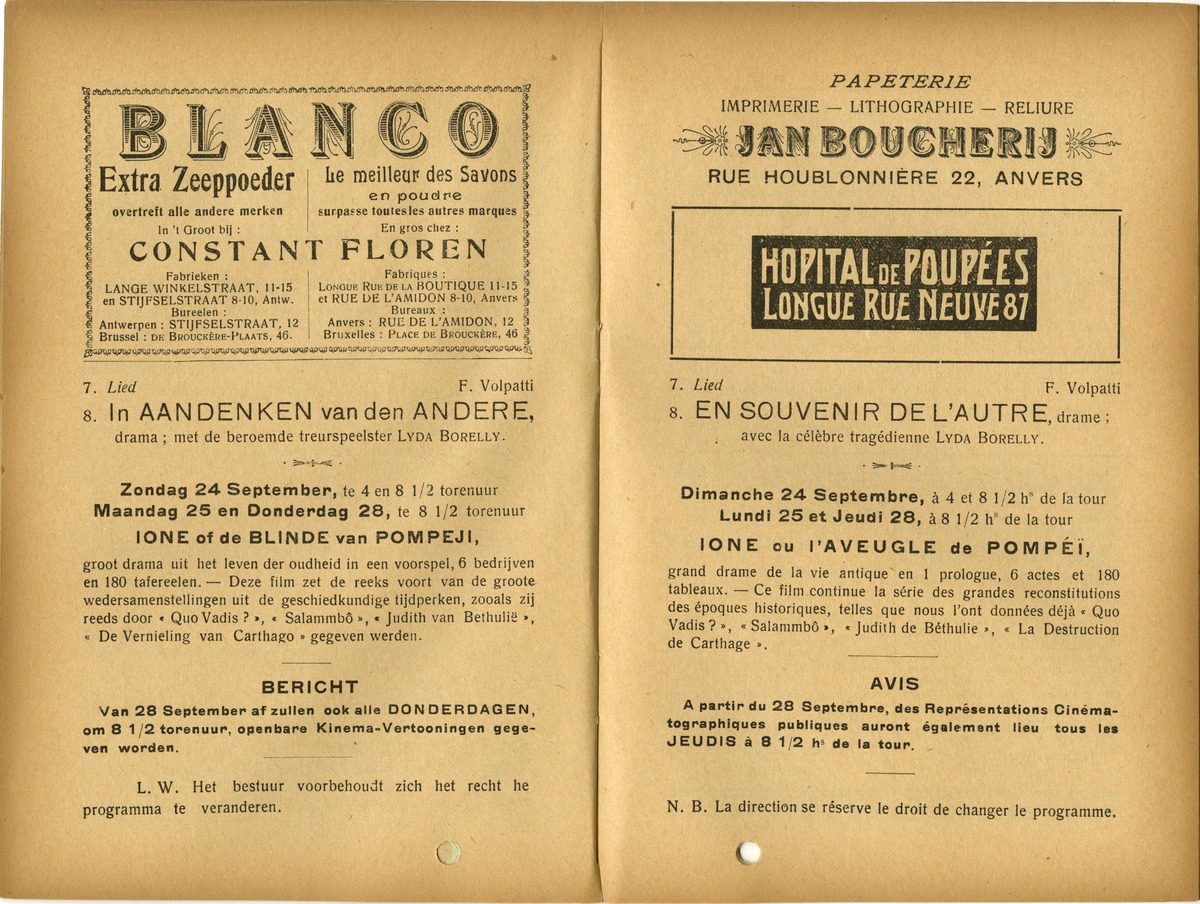 BLANCO
Extra Zeeppoeder
overtreft alle andere merken
In 't Groot bij :
Le meilleur des Savons
en poudre
surpasse toutes les autres marques
En gros chez :
CONSTANT FLOREN
Fabrieken :
LANGE WINKELSTRAAT, 11-15
en STIJFSELSTRAAT 8-10, Antw.
Bureelen :
Antwerpen : STIJFSELSTRAAT, 12
Brussel : DE BROUCKÈRE-PLAATS, 46.
Fabriques :
LONGUE RUE DE LA BOUTIQUE 11-15
et RUE DE L'AMIDON 8-10, Anvers
Bureaux :
Anvers : RUE DE L'AMIDON, 12
Bruxelles : PLACE DE BROUCKÈRE, 46
7. Lied F. Volpatti
8. In AANDENKEN van den ANDERE,
drama ; met de beroemde treurspeelster LYDA BORELLY.
Zondag 24 September, te 4 en 8 1/2 torenuur
Maandag 25 en Donderdag 28, te 8 1/2 torenuur
IONE of de BLINDE van POMPEJI,
groot drama uit het leven der oudheid in een voorspel, 6 bedrijven
en 180 tafereelen. — Deze film zet de reeks voort van de groote
wedersamenstellingen uit de geschiedkundige tijdperken, zooals zij
reeds door « Quo Vadis ? », « Salammbô », « Judith van Bethulië »,
« De Vernieling van Carthago » gegeven werden.
BERICHT
Van 28 September af zullen ook alle DONDERDAGEN,
om 8 1/2 torenuur, openbare Kinema-Vertooningen gege-
ven worden.
L. W. Het bestuur voorbehoudt zich het recht he
programma te veranderen.
PAPETERIE
IMPRIMERIE — LITHOGRAPHIE — RELIURE
JAN BOUCHERIJ
RUE HOUBLONNIÈRE 22, ANVERS
HOPITAL DE POUPÉES
LONGUE RUE NEUVE 87
7. Lied F. Volpatti
8. EN SOUVENIR DE L'AUTRE, drame ;
avec la célèbre tragédienne LYDA BORELLY.
Dimanche 24 Septembre, à 4 et 8 1/2 hs de la tour
Lundi 25 et Jeudi 28, à 8 1/2 hs de la tour
IONE ou l'AVEUGLE de POMPÉÏ,
grand drame de la vie antique en 1 prologue, 6 actes et 180
tableaux. — Ce film continue la série des grandes reconstitutions
des époques historiques, telles que nous l'ont données déjà « Quo
Vadis ? », « Salammbô », « Judith de Béthulie », « La Destruction
de Carthage ».
AVIS
A partir du 28 Septembre, des Représentations Cinéma-
tographiques publiques auront également lieu tous les
JEUDIS à 8 1/2 hs de la tour.
N. B. La direction se réserve le droit de changer le programme.